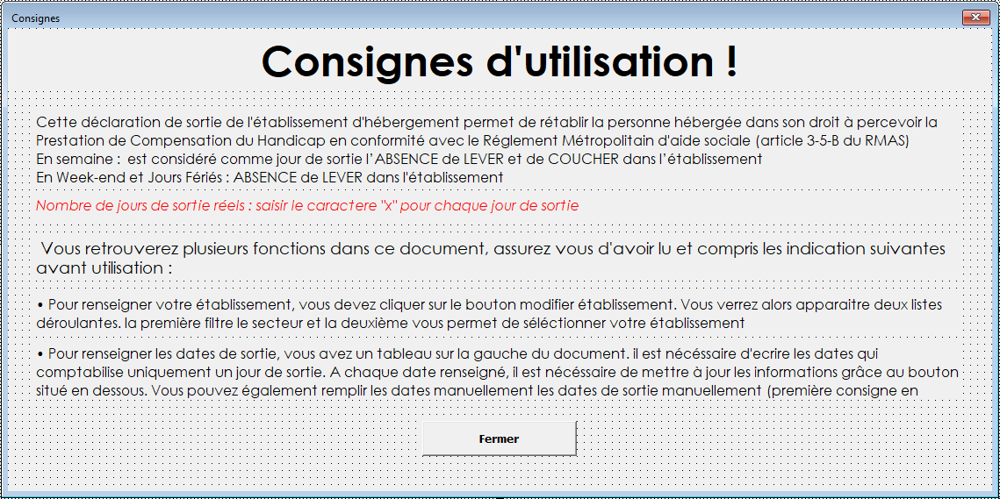 Consignes
Consignes d'utilisation !
Cette déclaration de sortie de l'établissement d'hébergement permet de rétablir la personne hébergée dans son droit à percevoir la
Prestation de Compensation du Handicap en conformité avec le Réglement Métropolitain d'aide sociale (article 3-5-B du RMAS)
En semaine :  est considéré comme jour de sortie l’ABSENCE de LEVER et de COUCHER dans l’établissement
En Week-end et Jours Fériés : ABSENCE de LEVER dans l'établissement
Nombre de jours de sortie réels : saisir le caractere "x" pour chaque jour de sortie
Vous retrouverez plusieurs fonctions dans ce document, assurez vous d'avoir lu et compris les indication suivantes
avant utilisation :
• Pour renseigner votre établissement, vous devez cliquer sur le bouton modifier établissement. Vous verrez alors apparaitre deux listes
déroulantes. la première filtre le secteur et la deuxième vous permet de séléctionner votre établissement
• Pour renseigner les dates de sortie, vous avez un tableau sur la gauche du document. il est nécéssaire d'ecrire les dates qui
comptabilise uniquement un jour de sortie. A chaque date renseigné, il est nécéssaire de mettre à jour les informations grâce au bouton
situé en dessous. Vous pouvez également remplir les dates manuellement les dates de sortie manuellement (première consigne en
Fermer